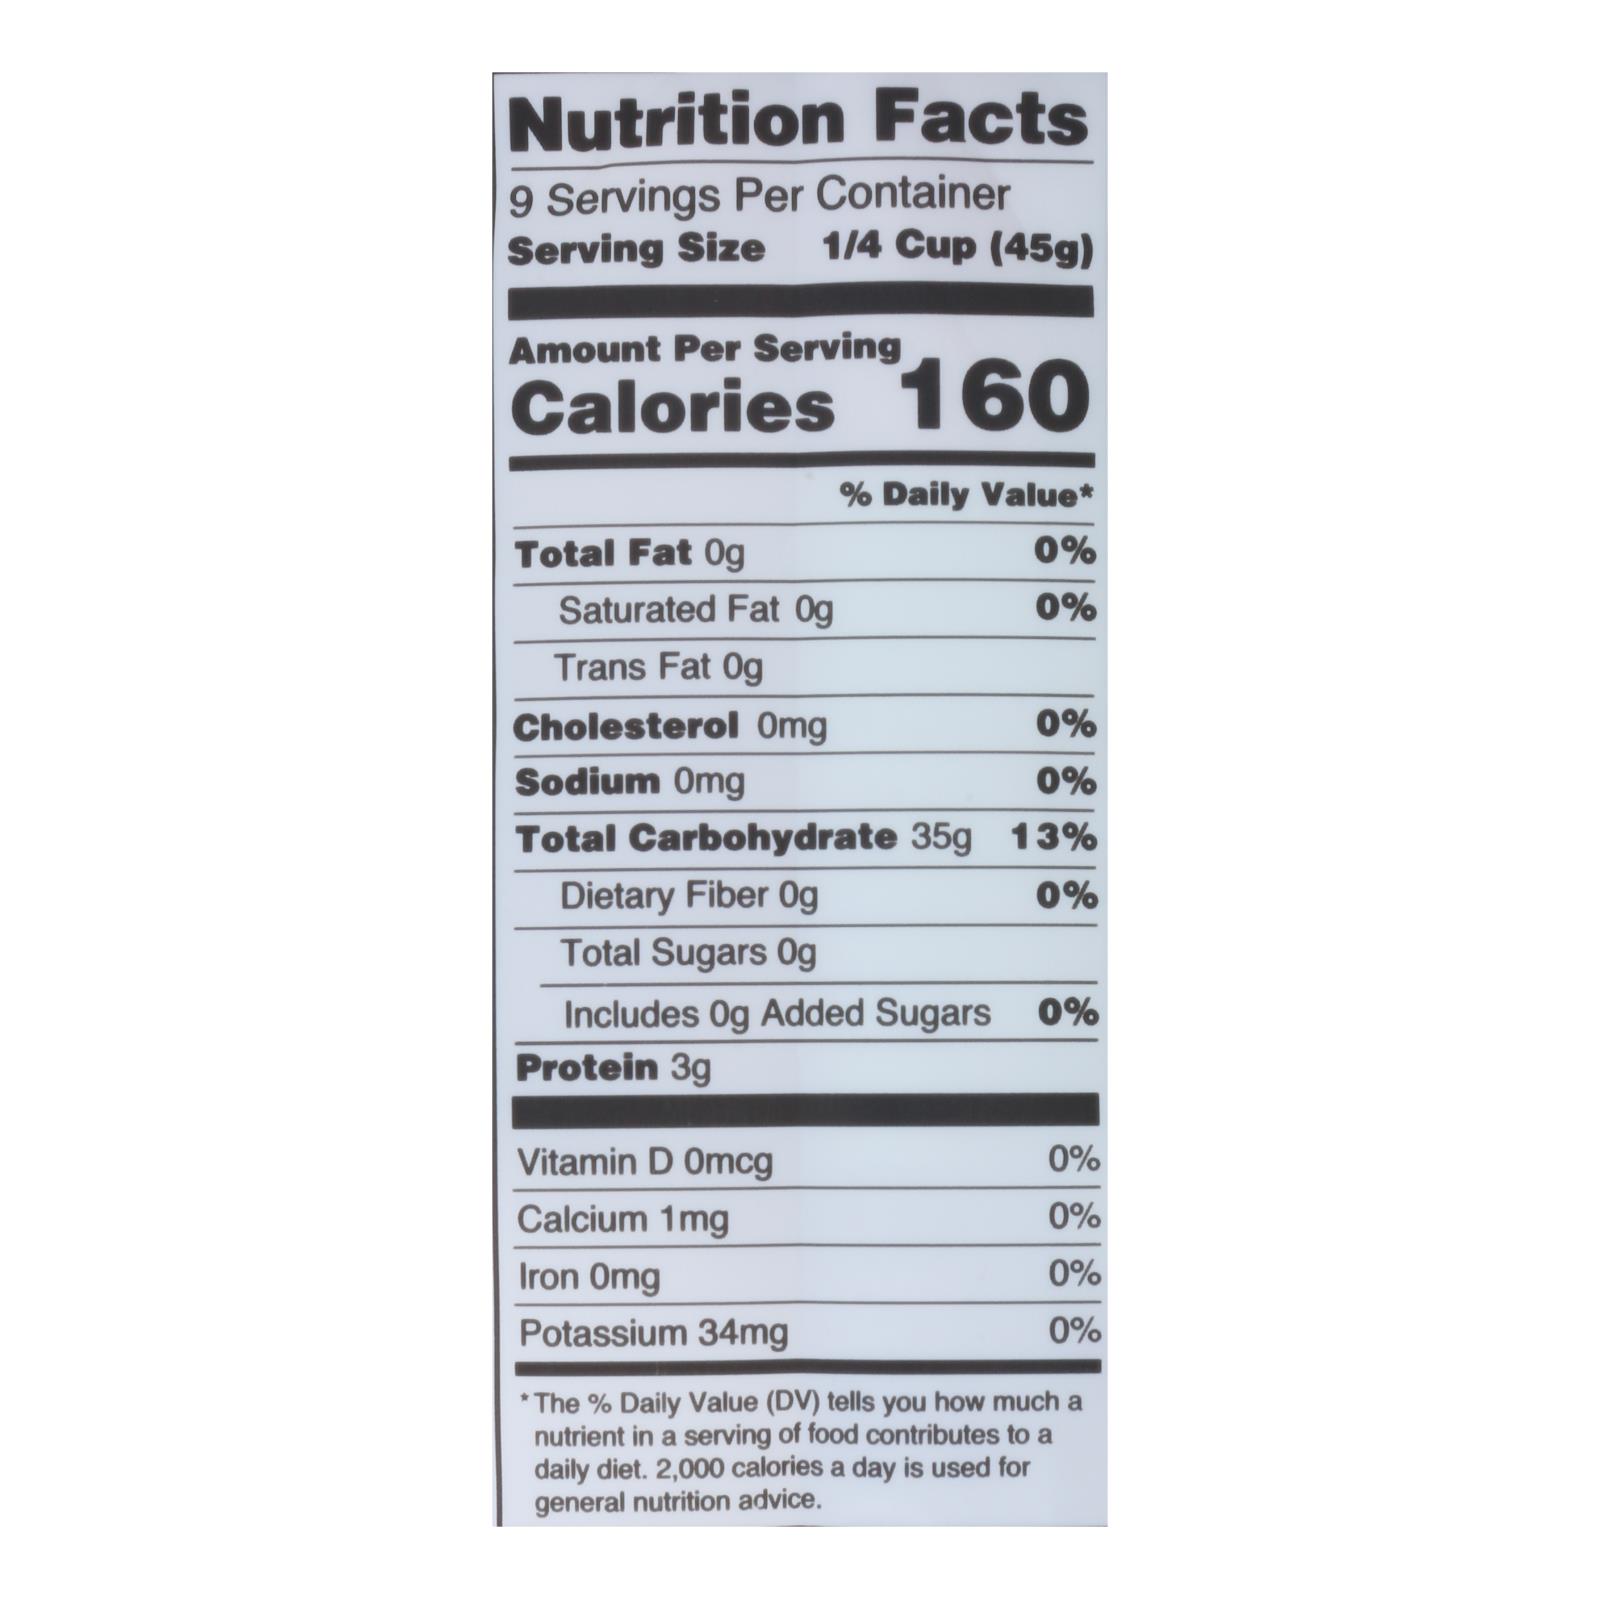 Nutrition Facts
9 Servings Per Container
Serving Size 1/4 Cup (45g)
Amount Per Serving
Calories 160
% Daily Value*
Total Fat 0g 0%
Saturated Fat 0g 0%
Trans Fat 0g
Cholesterol 0mg 0%
Sodium 0mg 0%
Total Carbohydrate 35g 13%
Dietary Fiber 0g 0%
Total Sugars 0g
Includes 0g Added Sugars 0%
Protein 3g
Vitamin D 0mcg 0%
Calcium 1mg 0%
Iron 0mg 0%
Potassium 34mg 0%
* The % Daily Value (DV) tells you how much a
nutrient in a serving of food contributes to a
daily diet. 2,000 calories a day is used for
general nutrition advice.